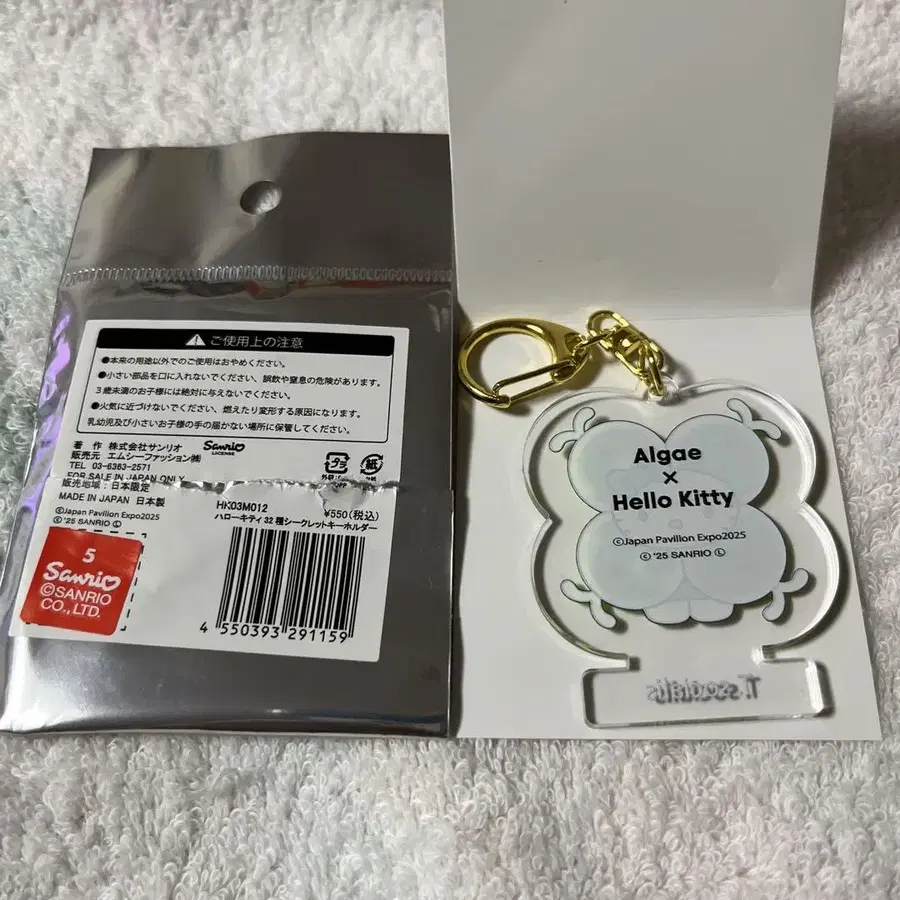 ご使用上の注意
●本来の用途以外でのご使用はおやめください。
●小さい部品を口に入れないでください、誤飲や窒息の危険があります。
3歳未満のお子様には絶対に与えないでください。
●火気に近づけないでください、燃えたり変形する原因になります。
乳幼児及び小さいお子様の手の届かない場所に保管してください。
著 作 株式会社サンリオ
販売元 エムシーファッション㈱
TEL 03-6363-2571
FOR SALE IN JAPAN ONLY
Sanrio
LICENSE
プラ
紙
販売地域:日本限定
MADE IN JAPAN 日本製
©Japan Pavilion Expo2025
©'25 SANRIO Ⓛ
HK03M012
¥550(税込)
ハローキティ 32種シークレットキーホルダー
4 550393 291159
5
Sanrio
©SANRIO
CO., LTD.
Algae
×
Hello Kitty
©Japan Pavilion Expo2025
©'25 SANRIO Ⓛ